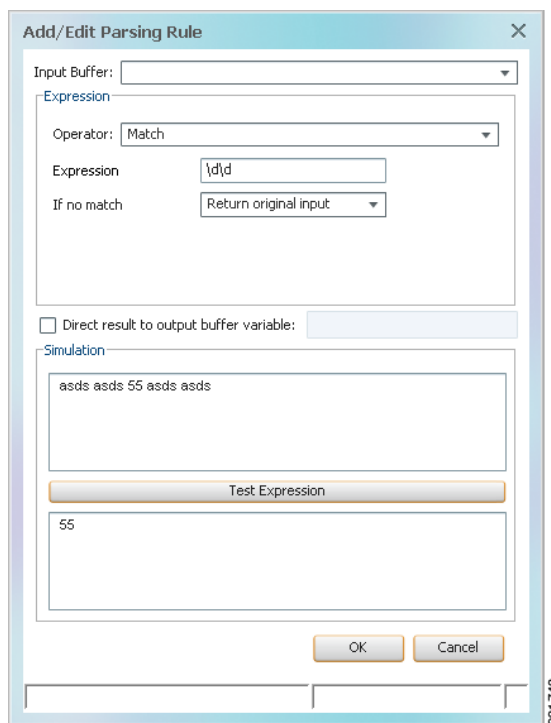 Add/Edit Parsing Rule
Input Buffer:
Expression
Operator: Match
Expression \d\d
If no match Return original input
Direct result to output buffer variable:
Simulation
asds asds 55 asds asds
Test Expression
55
OK Cancel